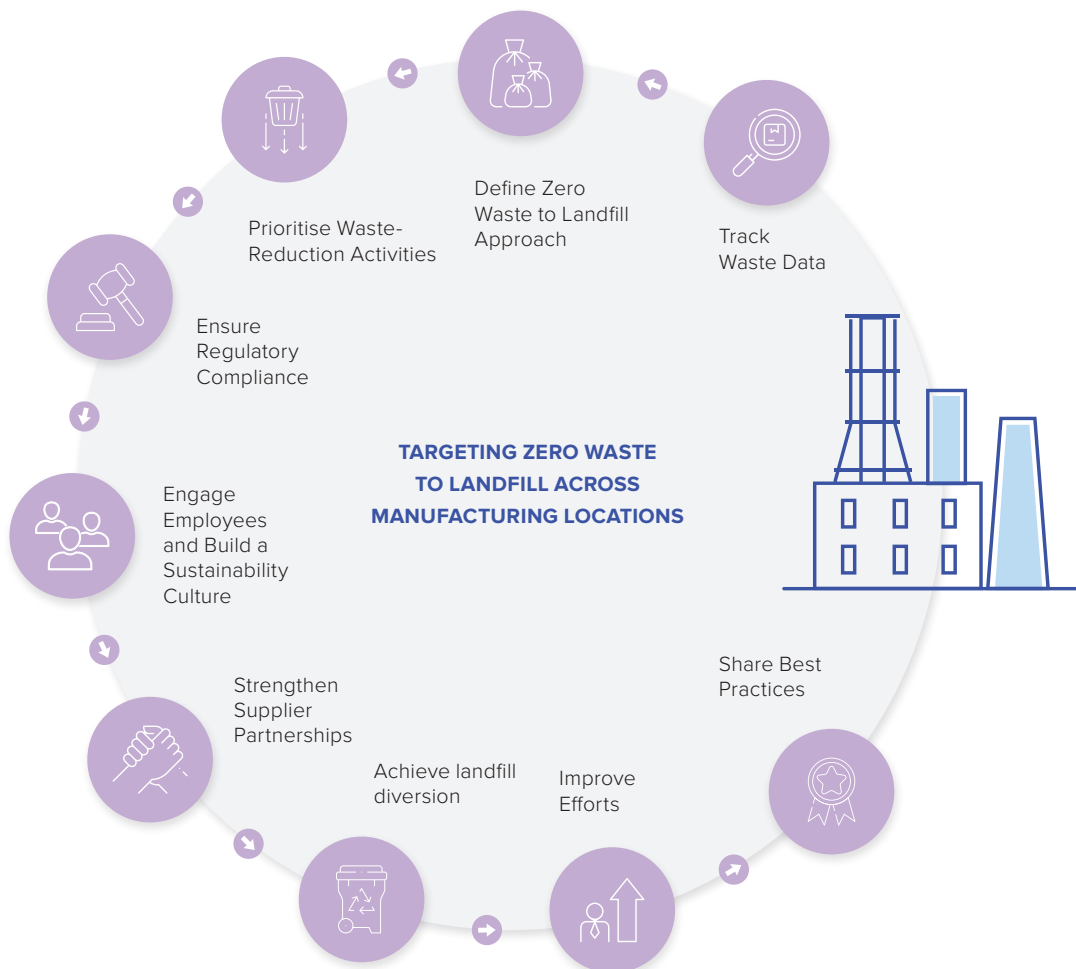 Define Zero
Waste to Landfill
Approach
Prioritise Waste-
Reduction Activities
Track
Waste Data
Ensure
Regulatory
Compliance
TARGETING ZERO WASTE
TO LANDFILL ACROSS
MANUFACTURING LOCATIONS
Engage
Employees
and Build a
Sustainability
Culture
Share Best
Practices
Strengthen
Supplier
Partnerships
Achieve landfill
diversion
Improve
Efforts